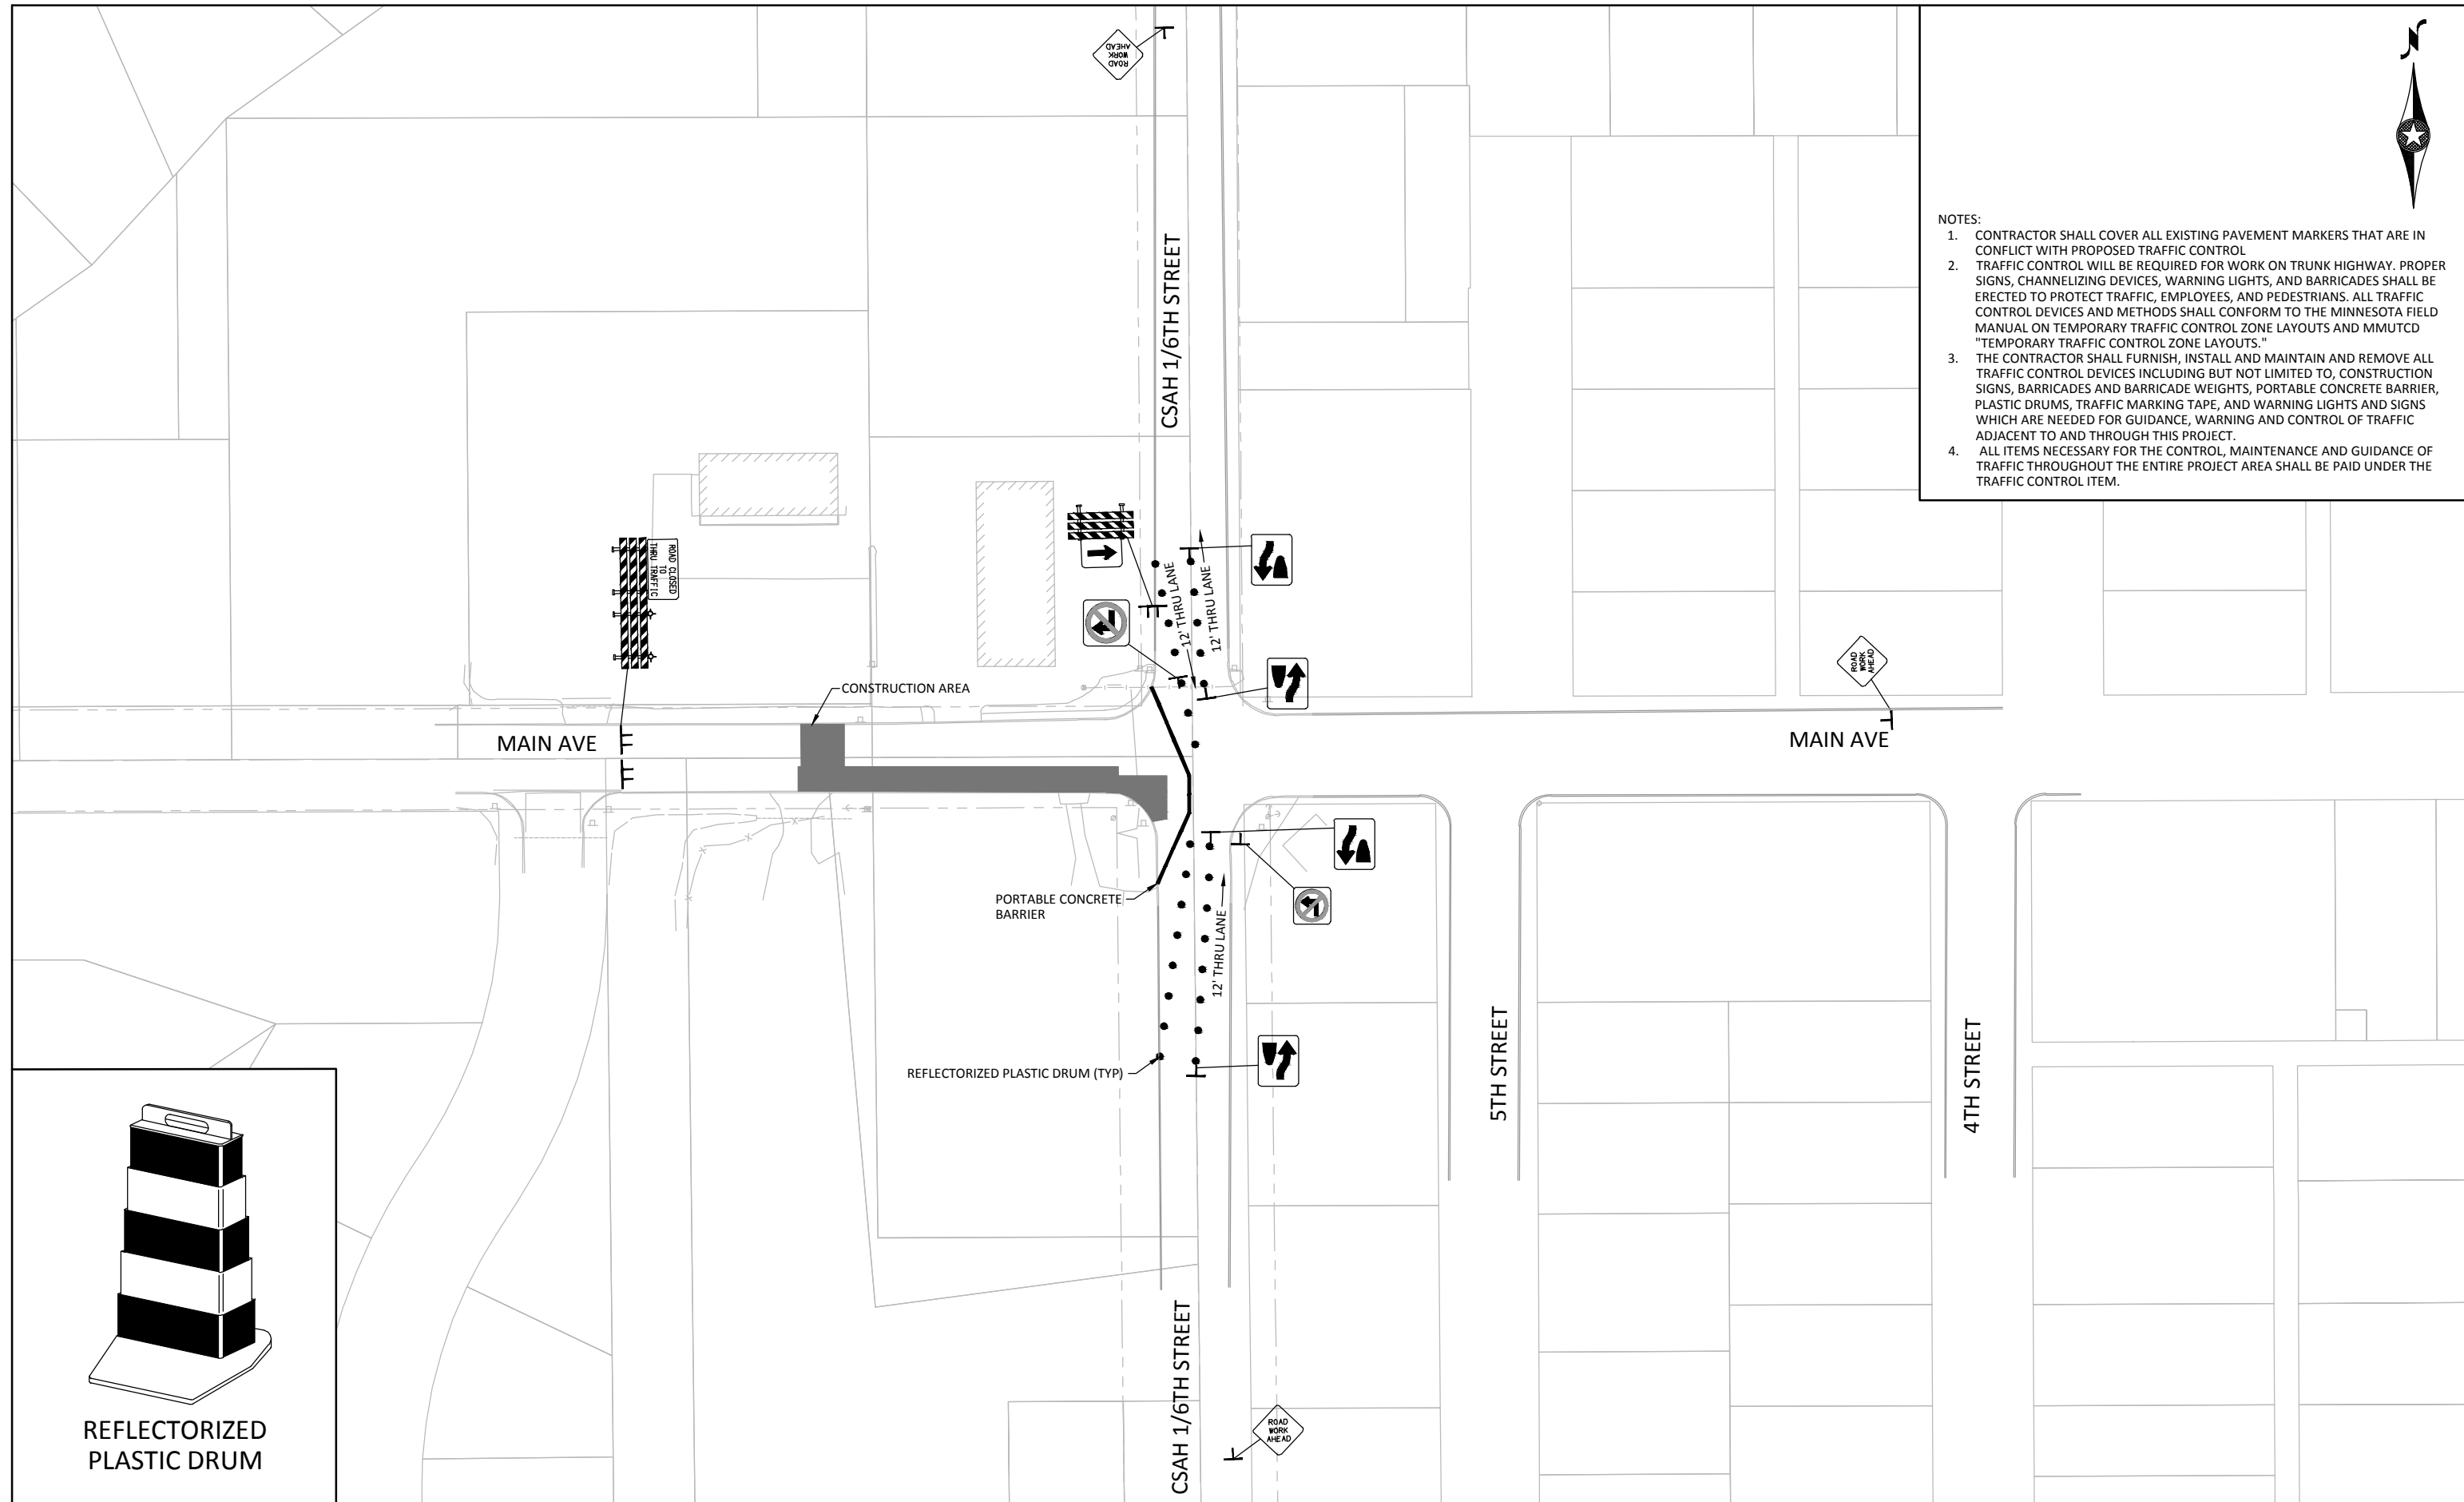 ROAD
WORK
AHEAD
N
NOTES:
1. CONTRACTOR SHALL COVER ALL EXISTING PAVEMENT MARKERS THAT ARE IN
CONFLICT WITH PROPOSED TRAFFIC CONTROL
2. TRAFFIC CONTROL WILL BE REQUIRED FOR WORK ON TRUNK HIGHWAY. PROPER
SIGNS, CHANNELIZING DEVICES, WARNING LIGHTS, AND BARRICADES SHALL BE
ERECTED TO PROTECT TRAFFIC, EMPLOYEES, AND PEDESTRIANS. ALL TRAFFIC
CONTROL DEVICES AND METHODS SHALL CONFORM TO THE MINNESOTA FIELD
MANUAL ON TEMPORARY TRAFFIC CONTROL ZONE LAYOUTS AND MMUTCD
"TEMPORARY TRAFFIC CONTROL ZONE LAYOUTS."
3. THE CONTRACTOR SHALL FURNISH, INSTALL AND MAINTAIN AND REMOVE ALL
TRAFFIC CONTROL DEVICES INCLUDING BUT NOT LIMITED TO, CONSTRUCTION
SIGNS, BARRICADES AND BARRICADE WEIGHTS, PORTABLE CONCRETE BARRIER,
PLASTIC DRUMS, TRAFFIC MARKING TAPE, AND WARNING LIGHTS AND SIGNS
WHICH ARE NEEDED FOR GUIDANCE, WARNING AND CONTROL OF TRAFFIC
ADJACENT TO AND THROUGH THIS PROJECT.
4. ALL ITEMS NECESSARY FOR THE CONTROL, MAINTENANCE AND GUIDANCE OF
TRAFFIC THROUGHOUT THE ENTIRE PROJECT AREA SHALL BE PAID UNDER THE
TRAFFIC CONTROL ITEM.
CSAH 1/6TH STREET
ROAD CLOSED
TO
THRU TRAFFIC
12' THRU LANE
12' THRU LANE
ROAD
WORK
AHEAD
CONSTRUCTION AREA
MAIN AVE
MAIN AVE
PORTABLE CONCRETE
BARRIER
12' THRU LANE
REFLECTORIZED PLASTIC DRUM (TYP)
5TH STREET
4TH STREET
CSAH 1/6TH STREET
ROAD
WORK
AHEAD
REFLECTORIZED
PLASTIC DRUM